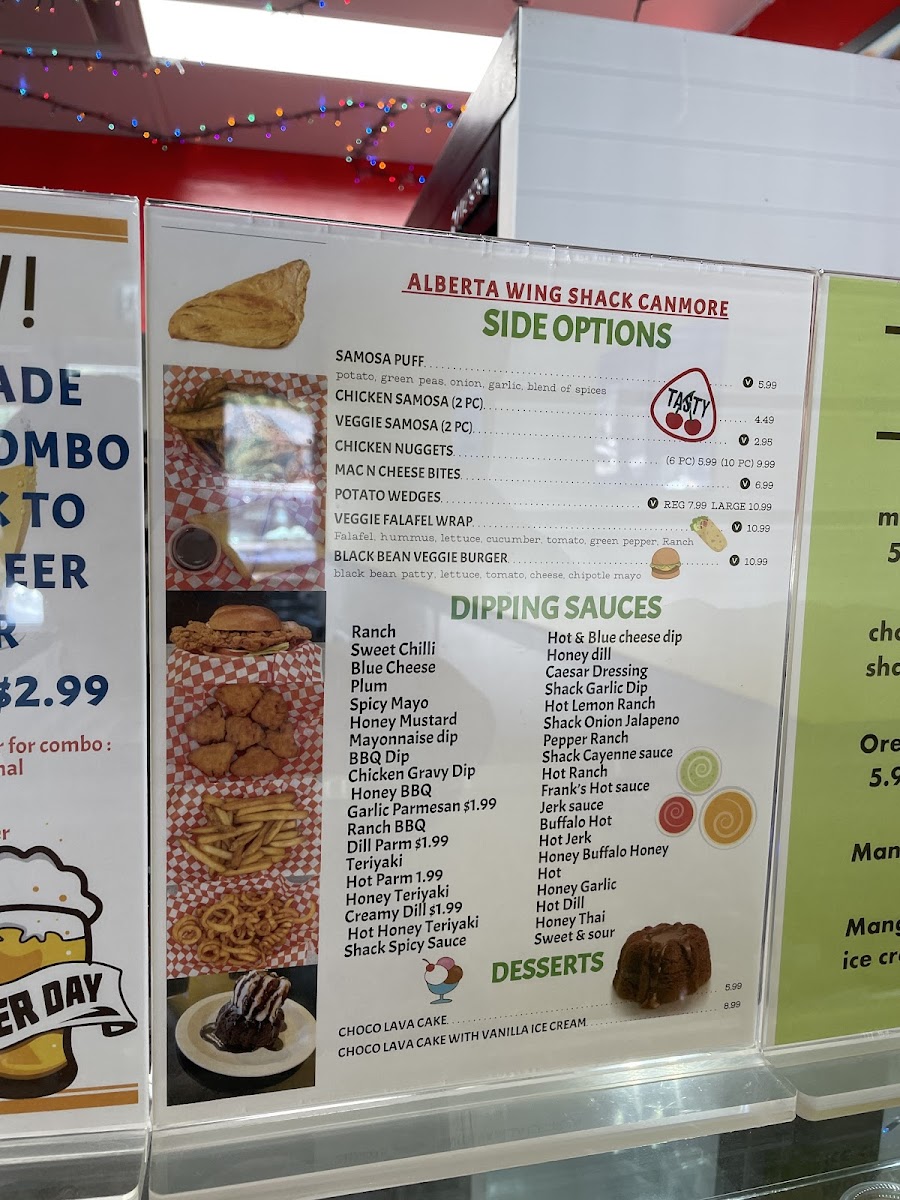 !
ADE
OMBO
K TO
EER
R
$2.99
r for combo :
nal
er
ER DAY
ALBERTA WING SHACK CANMORE
SIDE OPTIONS
SAMOSA PUFF V 5.99
potato, green peas, onion, garlic, blend of spices
TASTY
CHICKEN SAMOSA (2 PC) 4.49
VEGGIE SAMOSA (2 PC) V 2.95
CHICKEN NUGGETS (6 PC) 5.99 (10 PC) 9.99
MAC N CHEESE BITES V 6.99
POTATO WEDGES V REG 7.99 LARGE 10.99
VEGGIE FALAFEL WRAP V 10.99
Falafel, hummus, lettuce, cucumber, tomato, green pepper, Ranch
BLACK BEAN VEGGIE BURGER V 10.99
black bean patty, lettuce, tomato, cheese, chipotle mayo
DIPPING SAUCES
Ranch
Sweet Chilli
Blue Cheese
Plum
Spicy Mayo
Honey Mustard
Mayonnaise dip
BBQ Dip
Chicken Gravy Dip
Honey BBQ
Garlic Parmesan $1.99
Ranch BBQ
Dill Parm $1.99
Teriyaki
Hot Parm 1.99
Honey Teriyaki
Creamy Dill $1.99
Hot Honey Teriyaki
Shack Spicy Sauce
Hot & Blue cheese dip
Honey dill
Caesar Dressing
Shack Garlic Dip
Hot Lemon Ranch
Shack Onion Jalapeno
Pepper Ranch
Shack Cayenne sauce
Hot Ranch
Frank's Hot sauce
Jerk sauce
Buffalo Hot
Hot Jerk
Honey Buffalo Honey
Hot
Honey Garlic
Hot Dill
Honey Thai
Sweet & sour
DESSERTS
CHOCO LAVA CAKE 5.99
CHOCO LAVA CAKE WITH VANILLA ICE CREAM 8.99
m
5
cho
sha
Ore
5.9
Man
Mang
ice cre